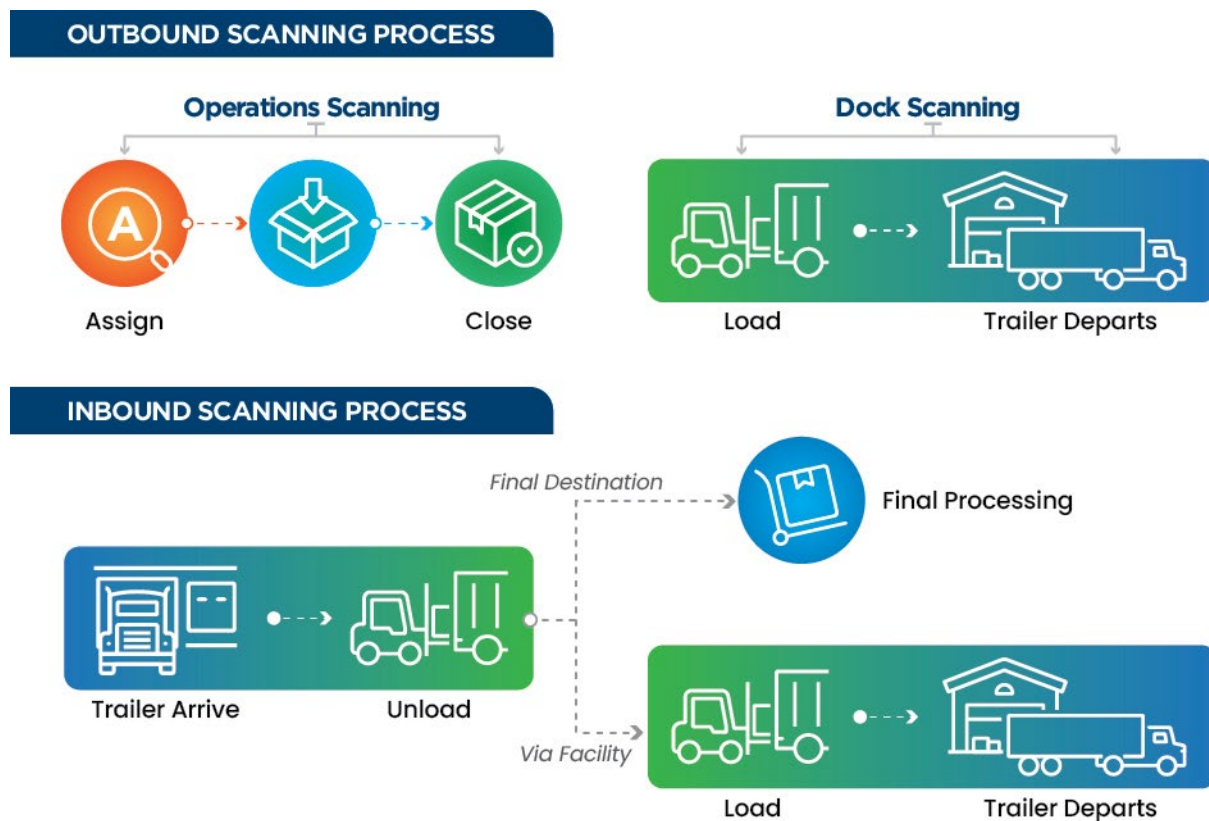 OUTBOUND SCANNING PROCESS
Operations Scanning
Dock Scanning
A
Assign
Close
Load
Trailer Departs
INBOUND SCANNING PROCESS
Final Destination
Final Processing
Trailer Arrive
Unload
Via Facility
Load
Trailer Departs